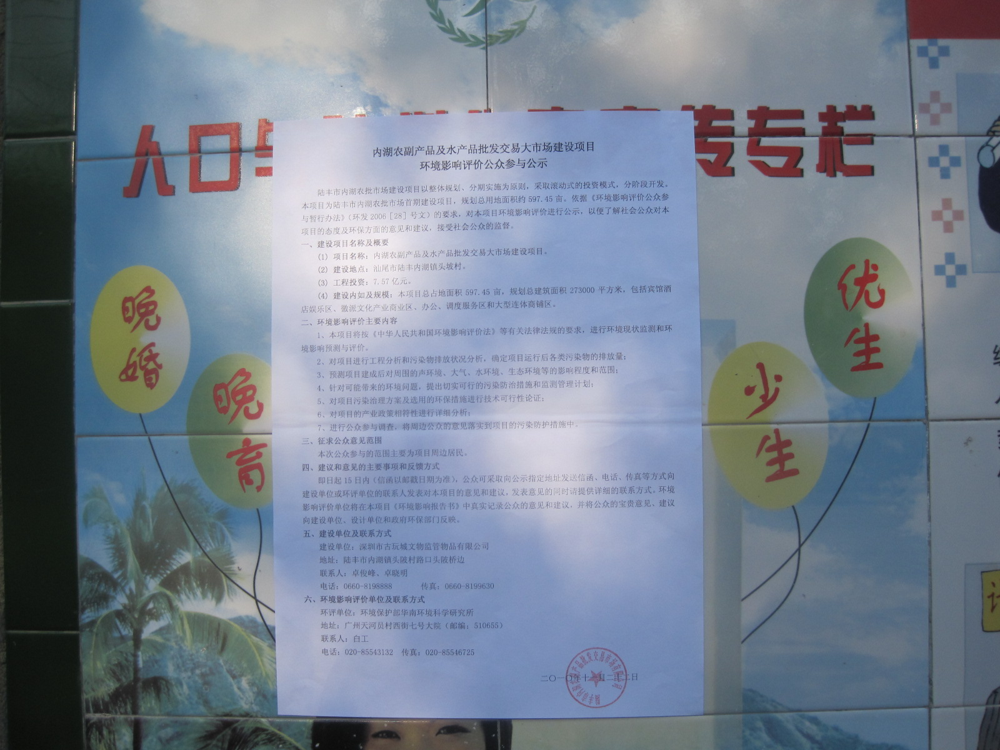 人口与
传专栏
内湖农副产品及水产品批发交易大市场建设项目
环境影响评价公众参与公示
陆丰市内湖农批市场建设项目以整体规划、分期实施为原则，采取滚动式的投资模式，分阶段开发。
本项目为陆丰市内湖农批市场首期建设项目，规划总用地面积约 597.45 亩。依据《环境影响评价公众参
与暂行办法》（环发 2006［28］号文）的要求，对本项目环境影响评价进行公示，以便了解社会公众对本
项目的态度及环保方面的意见和建议，接受社会公众的监督。
一、建设项目名称及概要
(1) 项目名称：内湖农副产品及水产品批发交易大市场建设项目。
(2) 建设地点：汕尾市陆丰内湖镇头坡村。
(3) 工程投资：7.57 亿元。
(4) 建设内如及规模：本项目总占地面积 597.45 亩，规划总建筑面积 273000 平方米，包括宾馆酒
店娱乐区、徽派文化产业商业区、办公、调度服务区和大型连体商铺区。
二、环境影响评价主要内容
1、本项目将按《中华人民共和国环境影响评价法》等有关法律法规的要求，进行环境现状监测和环
境影响预测与评价。
2、对项目进行工程分析和污染物排放状况分析，确定项目运行后各类污染物的排放量；
3、预测项目建成后对周围的声环境、大气、水环境、生态环境等的影响程度和范围；
4、针对可能带来的环境问题，提出切实可行的污染防治措施和监测管理计划；
5、对项目污染治理方案及选用的环保措施进行技术可行性论证；
6、对项目的产业政策相符性进行详细分析；
7、进行公众参与调查，将周边公众的意见落实到项目的污染防护措施中。
三、征求公众意见范围
本次公众参与的范围主要为项目周边居民。
四、建议和意见的主要事项和反馈方式
即日起 15 日内（信函以邮戳日期为准），公众可采取向公示指定地址发送信函、电话、传真等方式向
建设单位或环评单位的联系人发表对本项目的意见和建议，发表意见的同时请提供详细的联系方式。环境
影响评价单位将在本项目《环境影响报告书》中真实记录公众的意见和建议，并将公众的宝贵意见、建议
向建设单位、设计单位和政府环保部门反映。
五、建设单位及联系方式
建设单位：深圳市古玩城文物监管物品有限公司
地址：陆丰市内湖镇头陂村路口头陂桥边
联系人：卓俊峰、卓晓明
电话：0660-8198888 传真：0660-8199630
六、环境影响评价单位及联系方式
环评单位：环境保护部华南环境科学研究所
地址：广州天河员村西街七号大院（邮编：510655）
联系人：白工
电话：020-85543132 传真：020-85546725
二〇一〇年十一月二十二日
晚婚
晚育
少生
优生